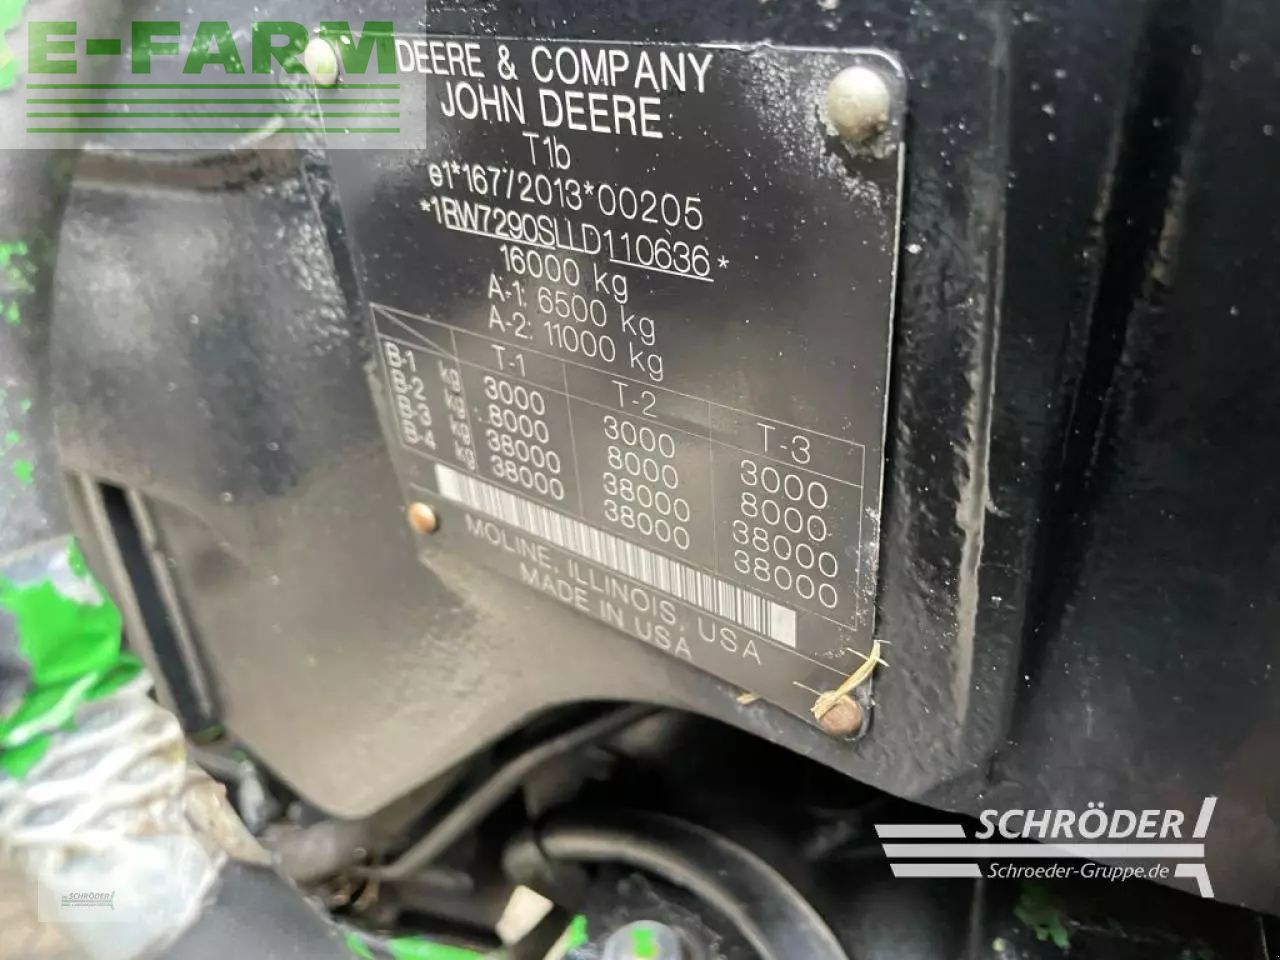 E-FARM
DEERE & COMPANY
JOHN DEERE
T1b
e1*167/2013*00205
*1RW7290SLLD110636*
16000 kg
A-1: 6500 kg
A-2: 11000 kg
T-1 T-2 T-3
B-1 kg 3000 3000 3000
B-2 kg 8000 8000 8000
B-3 kg 38000 38000 38000
B-4 kg 38000 38000 38000
MOLINE, ILLINOIS, USA
MADE IN USA
SCHRÖDER
Schroeder-Gruppe.de
SCHRÖDER